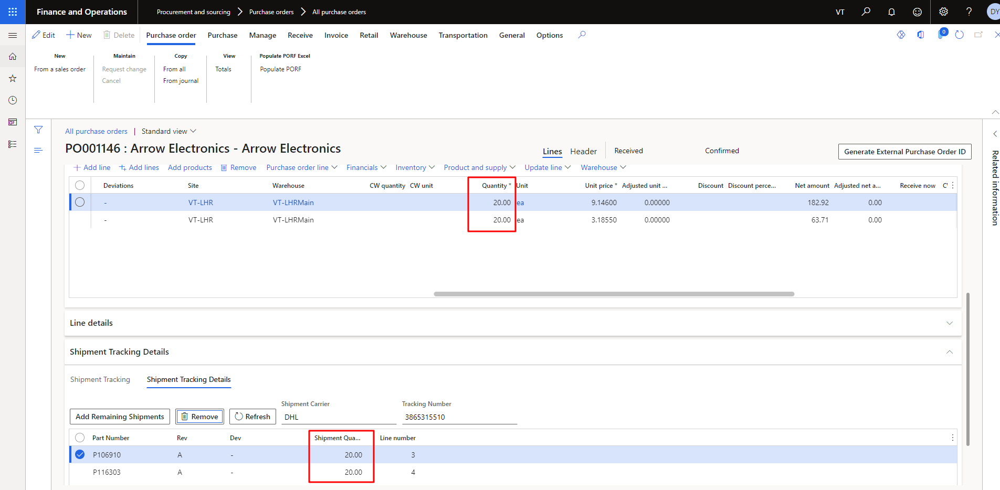 Finance and Operations Procurement and sourcing Purchase orders All purchase orders VT ? DY
Edit New Delete Purchase order Purchase Manage Receive Invoice Retail Warehouse Transportation General Options 0
New Maintain Copy View Populate PORF Excel
From a sales order Request change From all Totals Populate PORF
Cancel From journal
All purchase orders | Standard view
PO001146 : Arrow Electronics - Arrow Electronics Lines Header Received Confirmed Generate External Purchase Order ID
Related information
Add line Add lines Add products Remove Purchase order line Financials Inventory Product and supply Update line Warehouse
Deviations Site Warehouse CW quantity CW unit Quantity * Unit Unit price * Adjusted unit ... Discount Discount perce... Net amount Adjusted net a... Receive now
- VT-LHR VT-LHRMain 20.00 ea 9.14600 0.00000 182.92 0.00
- VT-LHR VT-LHRMain 20.00 ea 3.18550 0.00000 63.71 0.00
Line details
Shipment Tracking Details
Shipment Tracking Shipment Tracking Details
Shipment Carrier Tracking Number
Add Remaining Shipments Remove Refresh DHL 3865315510
Part Number Rev Dev Shipment Qua... Line number
P106910 A - 20.00 3
P116303 A - 20.00 4